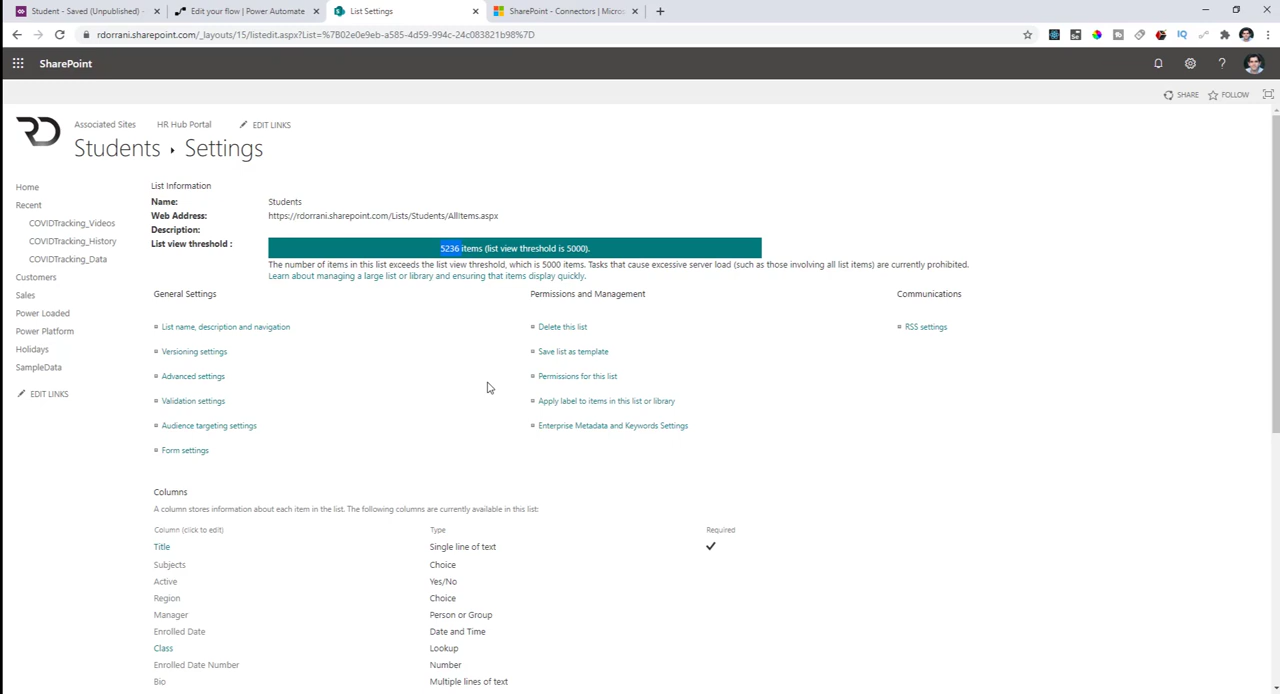 Student - Saved (Unpublished) -
Edit your flow | Power Automate
List Settings
SharePoint - Connectors | Micros
rdorrani.sharepoint.com/_layouts/15/listedit.aspx?List=%7B02e0e9eb-a585-4d59-994c-24c083821b98%7D
SharePoint
SHARE
FOLLOW
Associated Sites
HR Hub Portal
EDIT LINKS
Students ▸ Settings
Home
Recent
COVIDTracking_Videos
COVIDTracking_History
COVIDTracking_Data
Customers
Sales
Power Loaded
Power Platform
Holidays
SampleData
EDIT LINKS
List Information
Name: Students
Web Address: https://rdorrani.sharepoint.com/Lists/Students/AllItems.aspx
Description:
List view threshold : 5236 items (list view threshold is 5000).
The number of items in this list exceeds the list view threshold, which is 5000 items. Tasks that cause excessive server load (such as those involving all list items) are currently prohibited.
Learn about managing a large list or library and ensuring that items display quickly.
General Settings
List name, description and navigation
Versioning settings
Advanced settings
Validation settings
Audience targeting settings
Form settings
Permissions and Management
Delete this list
Save list as template
Permissions for this list
Apply label to items in this list or library
Enterprise Metadata and Keywords Settings
Communications
RSS settings
Columns
A column stores information about each item in the list. The following columns are currently available in this list:
Column (click to edit) Type Required
Title Single line of text
Subjects Choice
Active Yes/No
Region Choice
Manager Person or Group
Enrolled Date Date and Time
Class Lookup
Enrolled Date Number Number
Bio Multiple lines of text